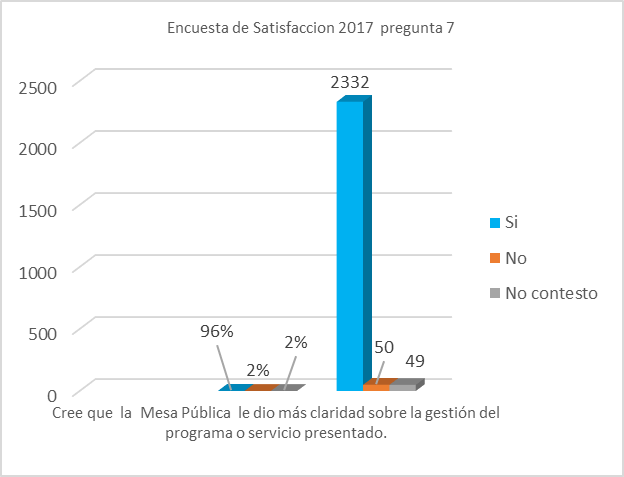 Encuesta de Satisfaccion 2017 pregunta 7
2500
2000
1500
1000
500
0
2332
96%
2%
2%
50
49
Si
No
No contesto
Cree que la Mesa Pública le dio más claridad sobre la gestión del
programa o servicio presentado.